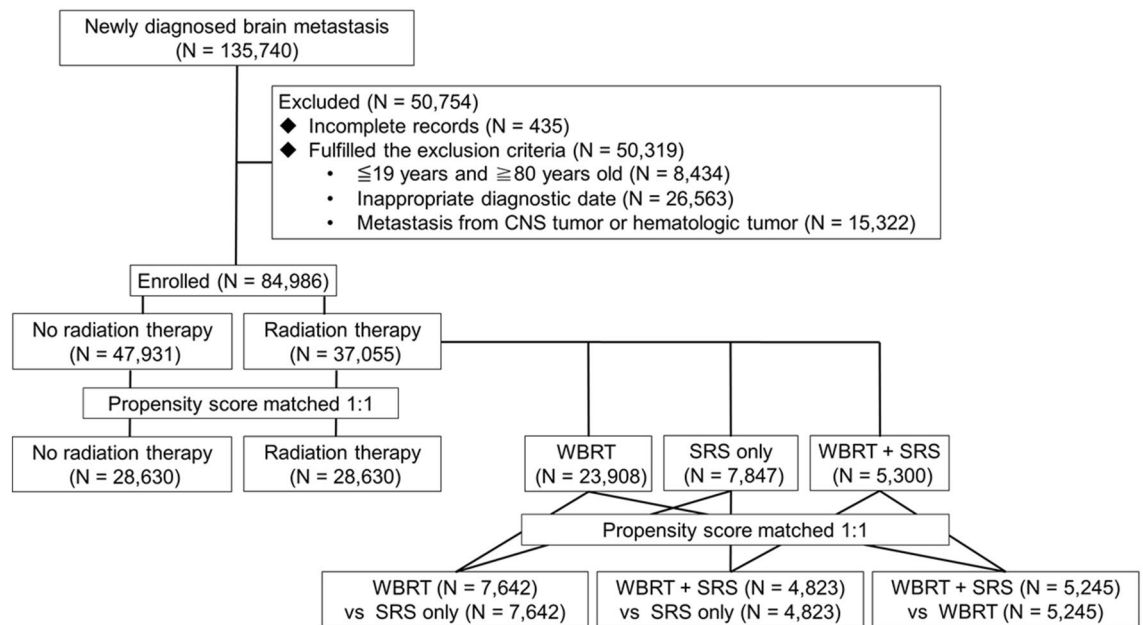 Newly diagnosed brain metastasis
(N = 135,740)
Excluded (N = 50,754)
◆ Incomplete records (N = 435)
◆ Fulfilled the exclusion criteria (N = 50,319)
• ≦19 years and ≧80 years old (N = 8,434)
• Inappropriate diagnostic date (N = 26,563)
• Metastasis from CNS tumor or hematologic tumor (N = 15,322)
Enrolled (N = 84,986)
No radiation therapy
(N = 47,931)
Radiation therapy
(N = 37,055)
Propensity score matched 1:1
No radiation therapy
(N = 28,630)
Radiation therapy
(N = 28,630)
WBRT
(N = 23,908)
SRS only
(N = 7,847)
WBRT + SRS
(N = 5,300)
Propensity score matched 1:1
WBRT (N = 7,642)
vs SRS only (N = 7,642)
WBRT + SRS (N = 4,823)
vs SRS only (N = 4,823)
WBRT + SRS (N = 5,245)
vs WBRT (N = 5,245)